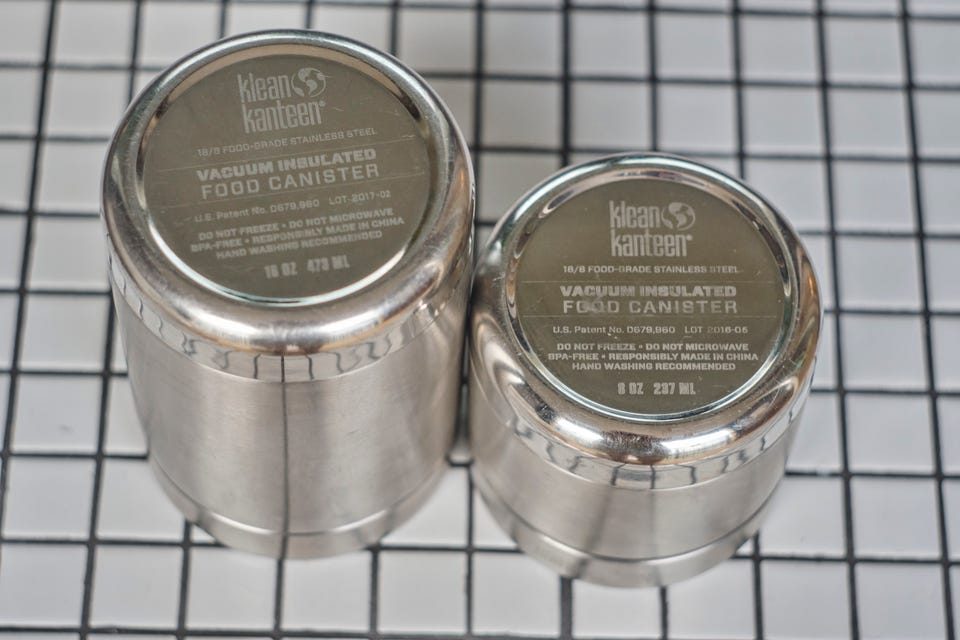 klean
kanteen®
18/8 FOOD-GRADE STAINLESS STEEL
VACUUM INSULATED
FOOD CANISTER
U.S. Patent No. D679,960 LOT 2017-02
DO NOT FREEZE • DO NOT MICROWAVE
BPA-FREE • RESPONSIBLY MADE IN CHINA
HAND WASHING RECOMMENDED
16 OZ 473 ML
klean
kanteen®
18/8 FOOD-GRADE STAINLESS STEEL
VACUUM INSULATED
FOOD CANISTER
U.S. Patent No. D679,960 LOT 2016-05
DO NOT FREEZE • DO NOT MICROWAVE
BPA-FREE • RESPONSIBLY MADE IN CHINA
HAND WASHING RECOMMENDED
8 OZ 237 ML